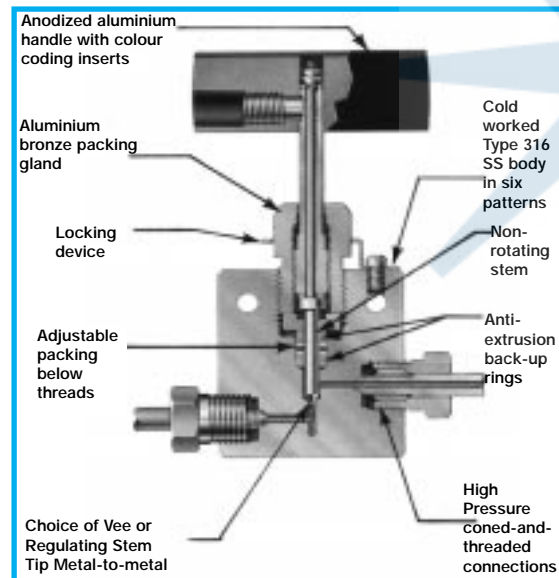 Anodized aluminium
handle with colour
coding inserts
Aluminium
bronze packing
gland
Locking
device
Adjustable
packing
below
threads
Choice of Vee or
Regulating Stem
Tip Metal-to-metal
Cold
worked
Type 316
SS body
in six
patterns
Non-
rotating
stem
Anti-
extrusion
back-up
rings
High
Pressure
coned-and-
threaded
connections